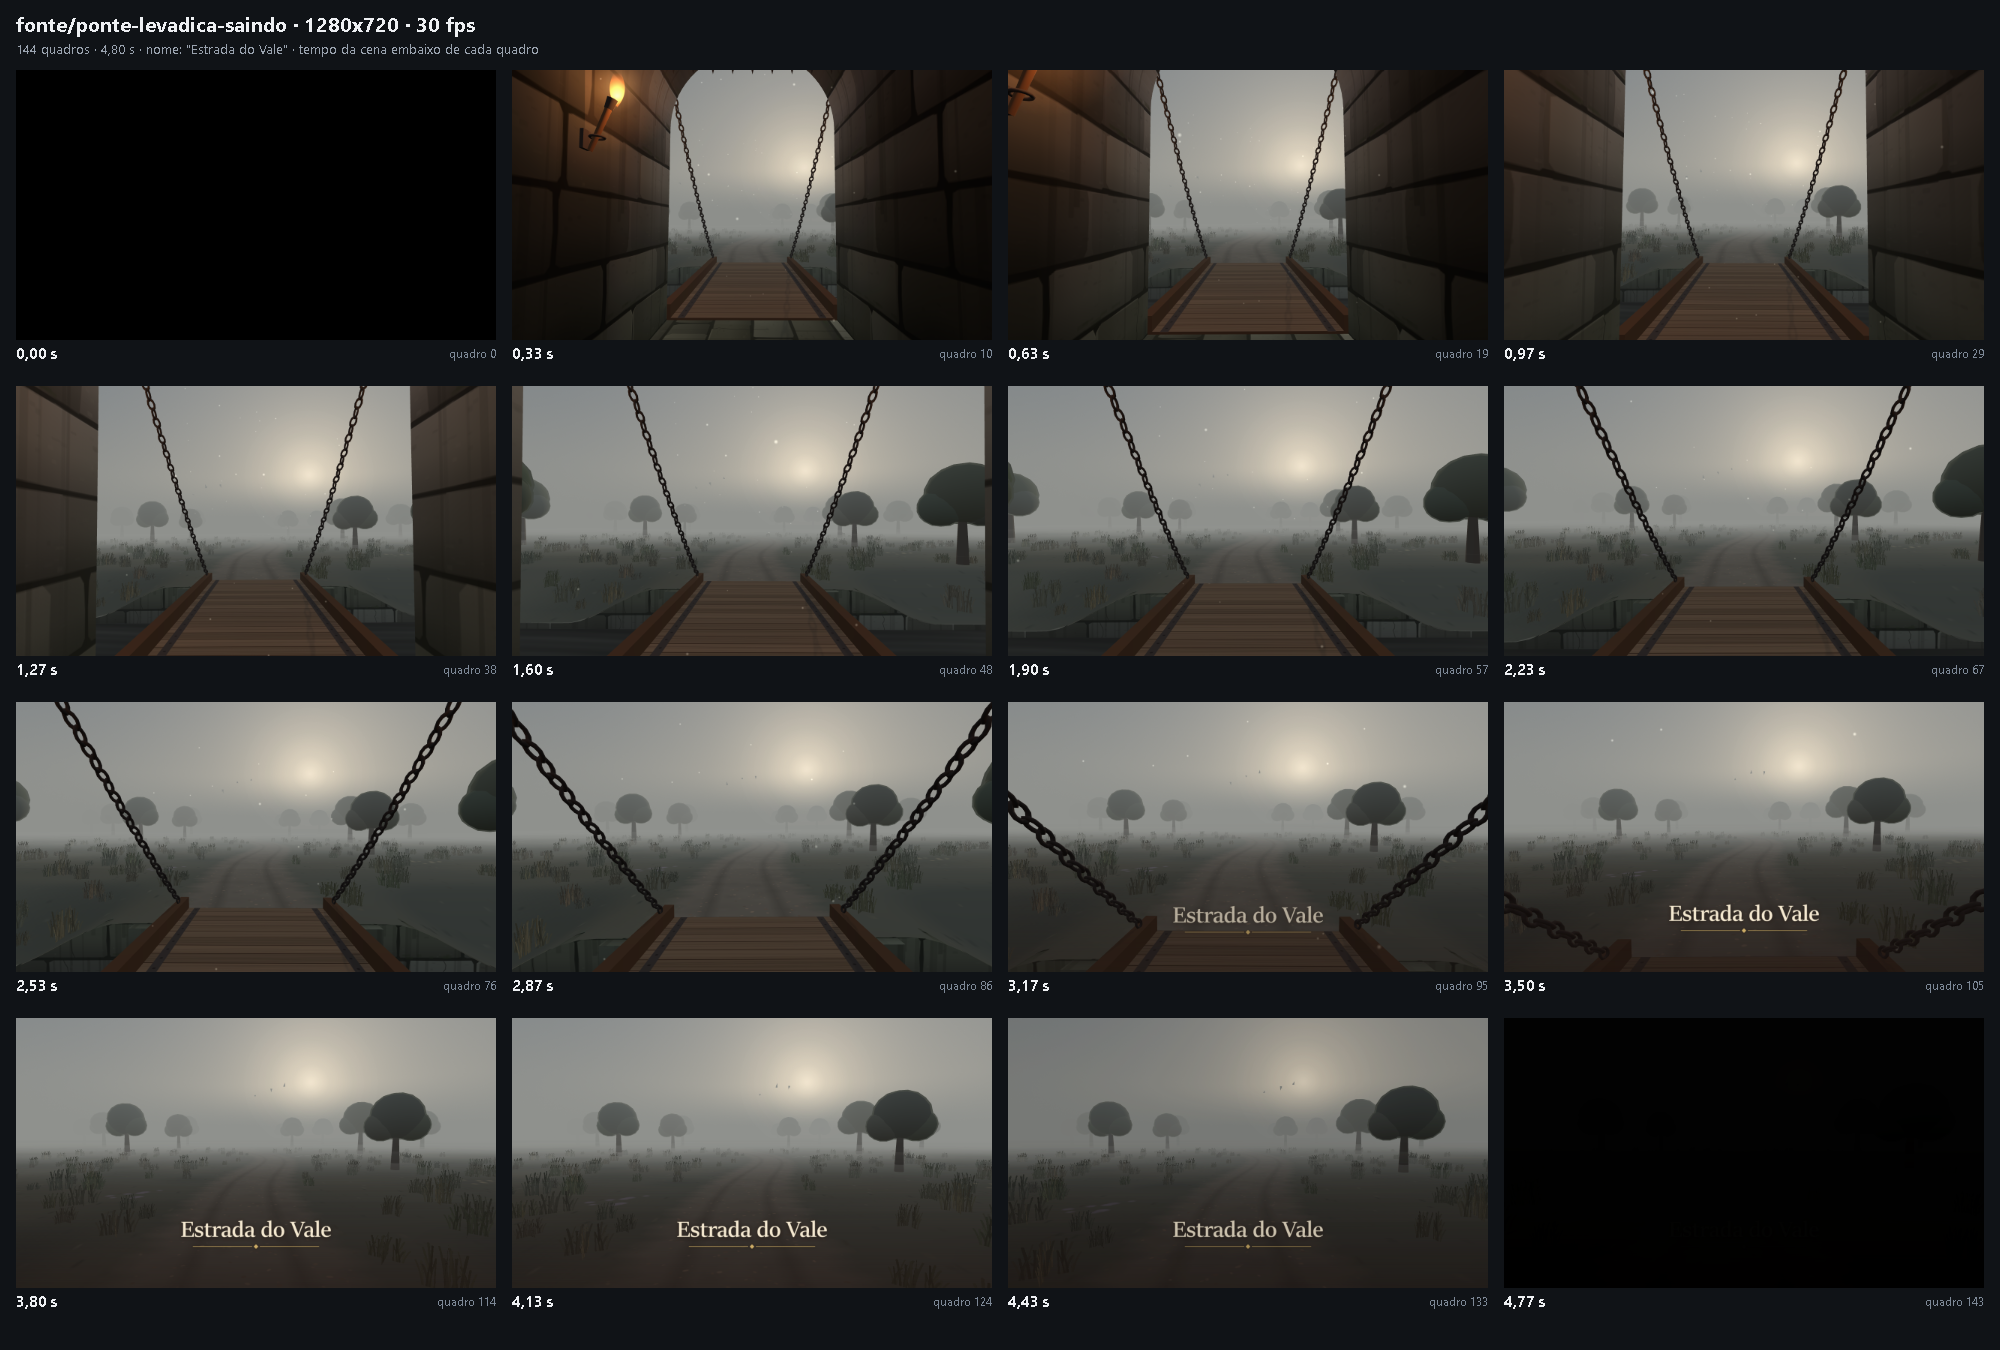 fonte/ponte-levadica-saindo · 1280x720 · 30 fps
144 quadros · 4,80 s · nome: "Estrada do Vale" · tempo da cena embaixo de cada quadro
0,00 s quadro 0
0,33 s quadro 10
0,63 s quadro 19
0,97 s quadro 29
1,27 s quadro 38
1,60 s quadro 48
1,90 s quadro 57
2,23 s quadro 67
Estrada do Vale
Estrada do Vale
2,53 s quadro 76
2,87 s quadro 86
3,17 s quadro 95
3,50 s quadro 105
Estrada do Vale
Estrada do Vale
Estrada do Vale
3,80 s quadro 114
4,13 s quadro 124
4,43 s quadro 133
4,77 s quadro 143